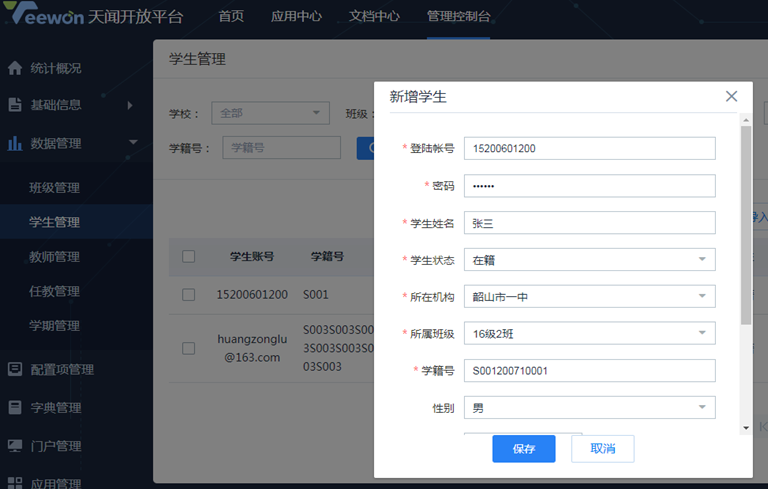 Teewon 天闻开放平台
首页 应用中心 文档中心 管理控制台
统计概况
基础信息
数据管理
班级管理
学生管理
教师管理
任教管理
学期管理
配置项管理
字典管理
门户管理
应用管理
学生管理
学校： 全部 班级：
学籍号： 学籍号
导入
学生账号 学籍号
15200601200 S001
huangzonglu
@163.com
S003S003S00
3S003S003S0
03S003
新增学生
* 登陆帐号 15200601200
* 密码 ••••••
* 学生姓名 张三
* 学生状态 在籍
* 所在机构 韶山市一中
* 所属班级 16级2班
* 学籍号 S001200710001
性别 男
保存 取消